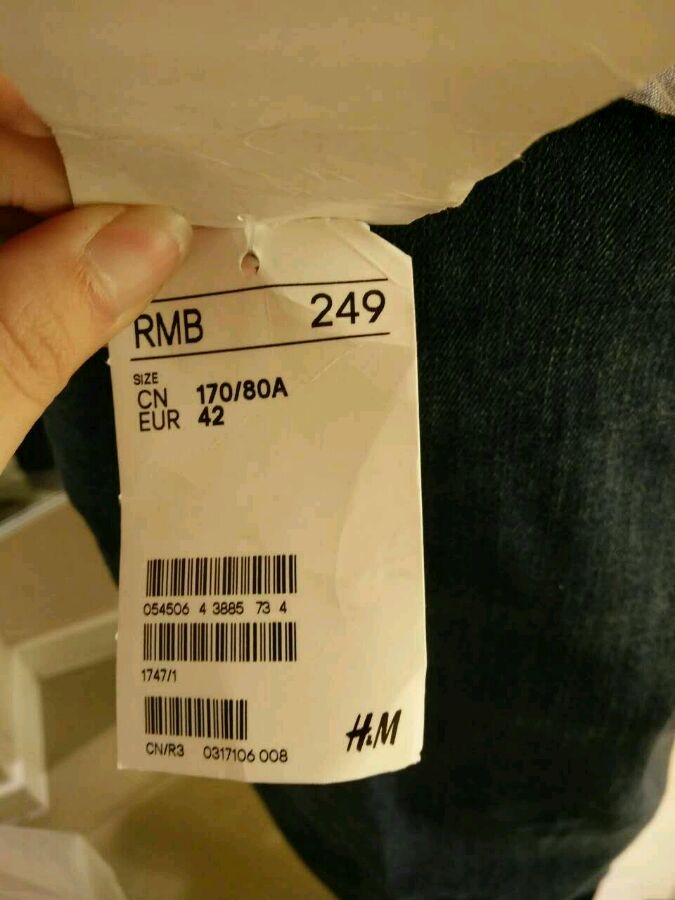 RMB 249
SIZE
CN 170/80A
EUR 42
054506 4 3885 73 4
1747/1
CN/R3 0317106 008
H&M